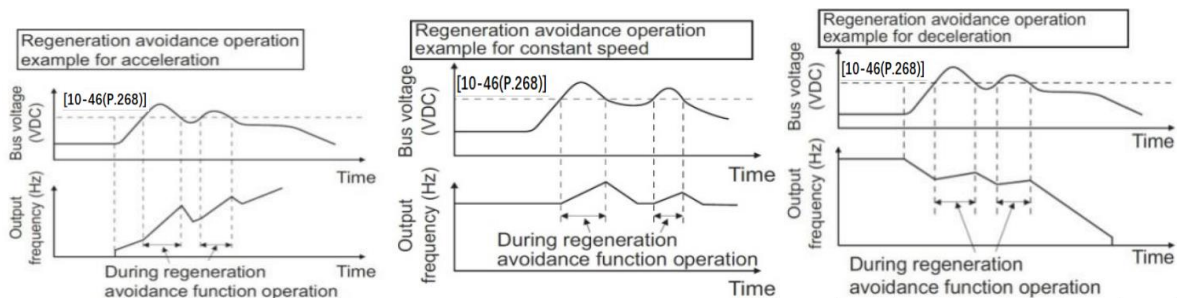 Regeneration avoidance operation
example for acceleration
[10-46(P.268)]
Bus voltage
(VDC)
Time
Output
frequency (Hz)
Time
During regeneration
avoidance function operation
Regeneration avoidance operation
example for constant speed
[10-46(P.268)]
Bus voltage
(VDC)
Time
Output
frequency (Hz)
During regeneration
avoidance function operation
Time
Regeneration avoidance operation
example for deceleration
[10-46(P.268)]
Bus voltage
(VDC)
Time
Output
frequency (Hz)
During regeneration
avoidance function operation
Time